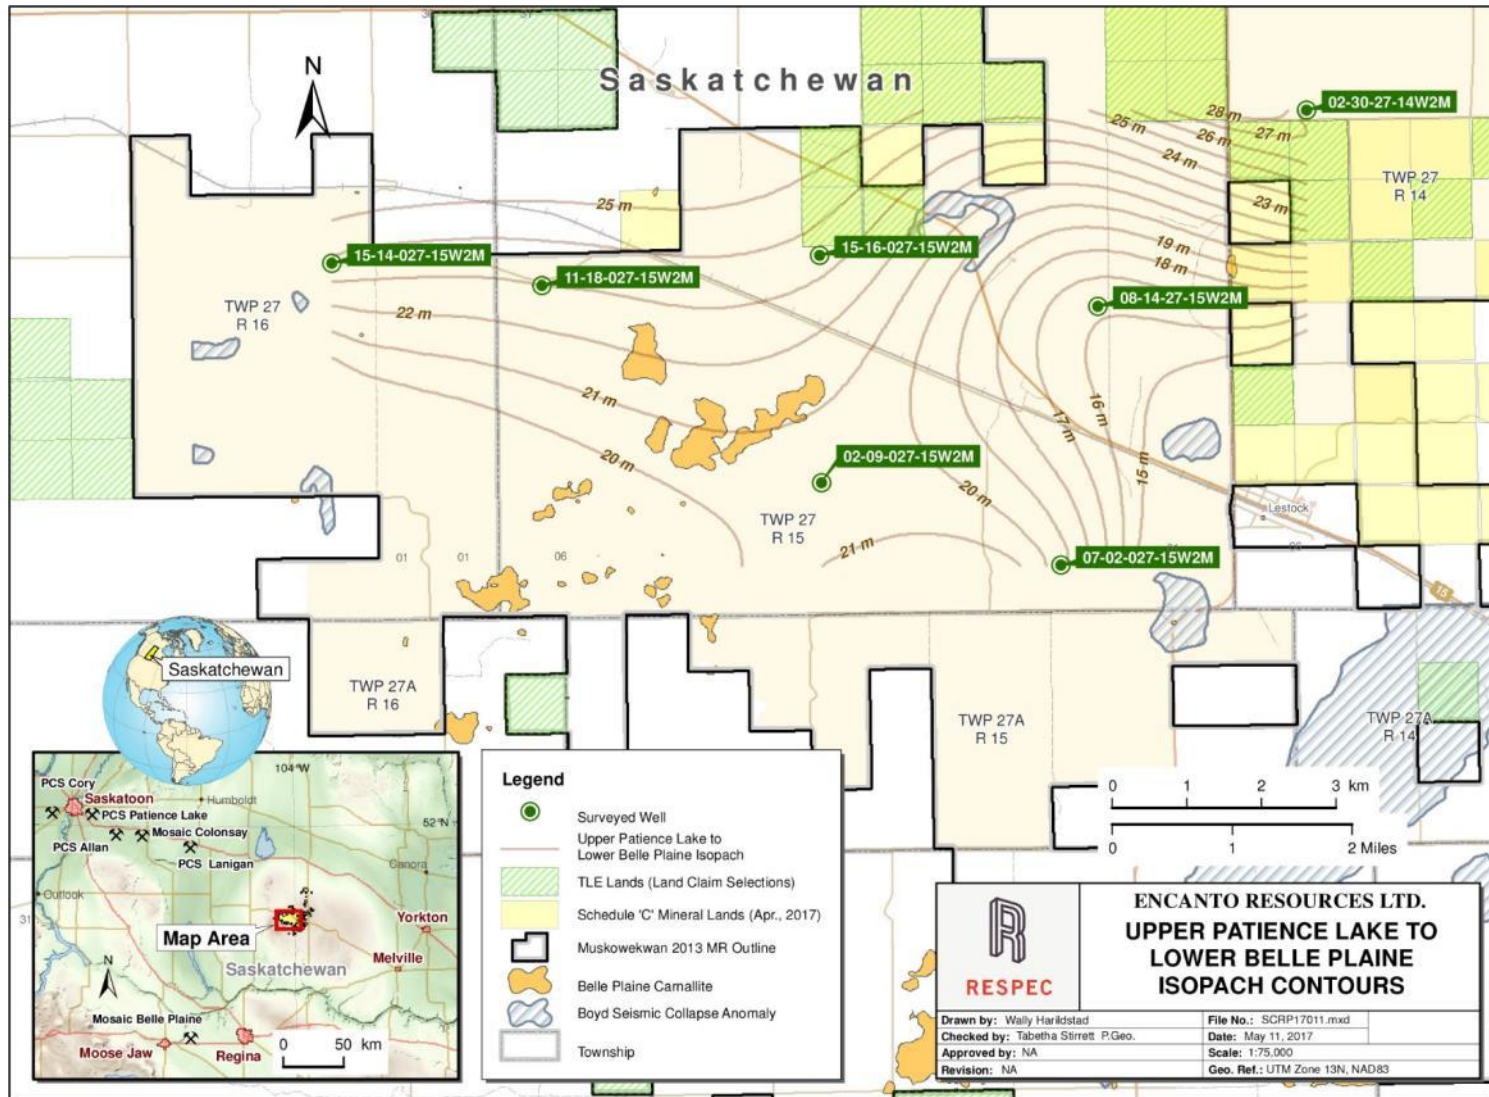 36
31
Saskatchewan
N
28 m
25 m
27 m
26 m
24 m
02-30-27-14W2M
TWP 27
R 14
25 m
23 m
15-14-027-15W2M
15-16-027-15W2M
19 m
18 m
11-18-027-15W2M
08-14-27-15W2M
TWP 27
R 16
22 m
21 m
16 m
17 m
20 m
02-09-027-15W2M
15 m
20 m
TWP 27
R 15
Lestock
21 m
01
01
06
07-02-027-15W2M
06
15
Saskatchewan
TWP 27A
R 16
TWP 27A
R 15
TWP 27A
R 14
104°W
PCS Cory
Saskatoon
Humboldt
PCS Patience Lake
52°N
Mosaic Colonsay
PCS Allan
PCS Lanigan
Canora
Outlook
31
Yorkton
Map Area
Melville
N
Saskatchewan
Mosaic Belle Plaine
Moose Jaw
Regina
0 50 km
Legend
Surveyed Well
Upper Patience Lake to
Lower Belle Plaine Isopach
TLE Lands (Land Claim Selections)
Schedule 'C' Mineral Lands (Apr., 2017)
Muskowekwan 2013 MR Outline
Belle Plaine Carnallite
Boyd Seismic Collapse Anomaly
Township
0 1 2 3 km
0 1 2 Miles
RESPEC
ENCANTO RESOURCES LTD.
UPPER PATIENCE LAKE TO
LOWER BELLE PLAINE
ISOPACH CONTOURS
Drawn by: Wally Harildstad
File No.: SCRP17011.mxd
Checked by: Tabetha Stirrett P.Geo.
Date: May 11, 2017
Approved by: NA
Scale: 1:75,000
Revision: NA
Geo. Ref.: UTM Zone 13N, NAD83